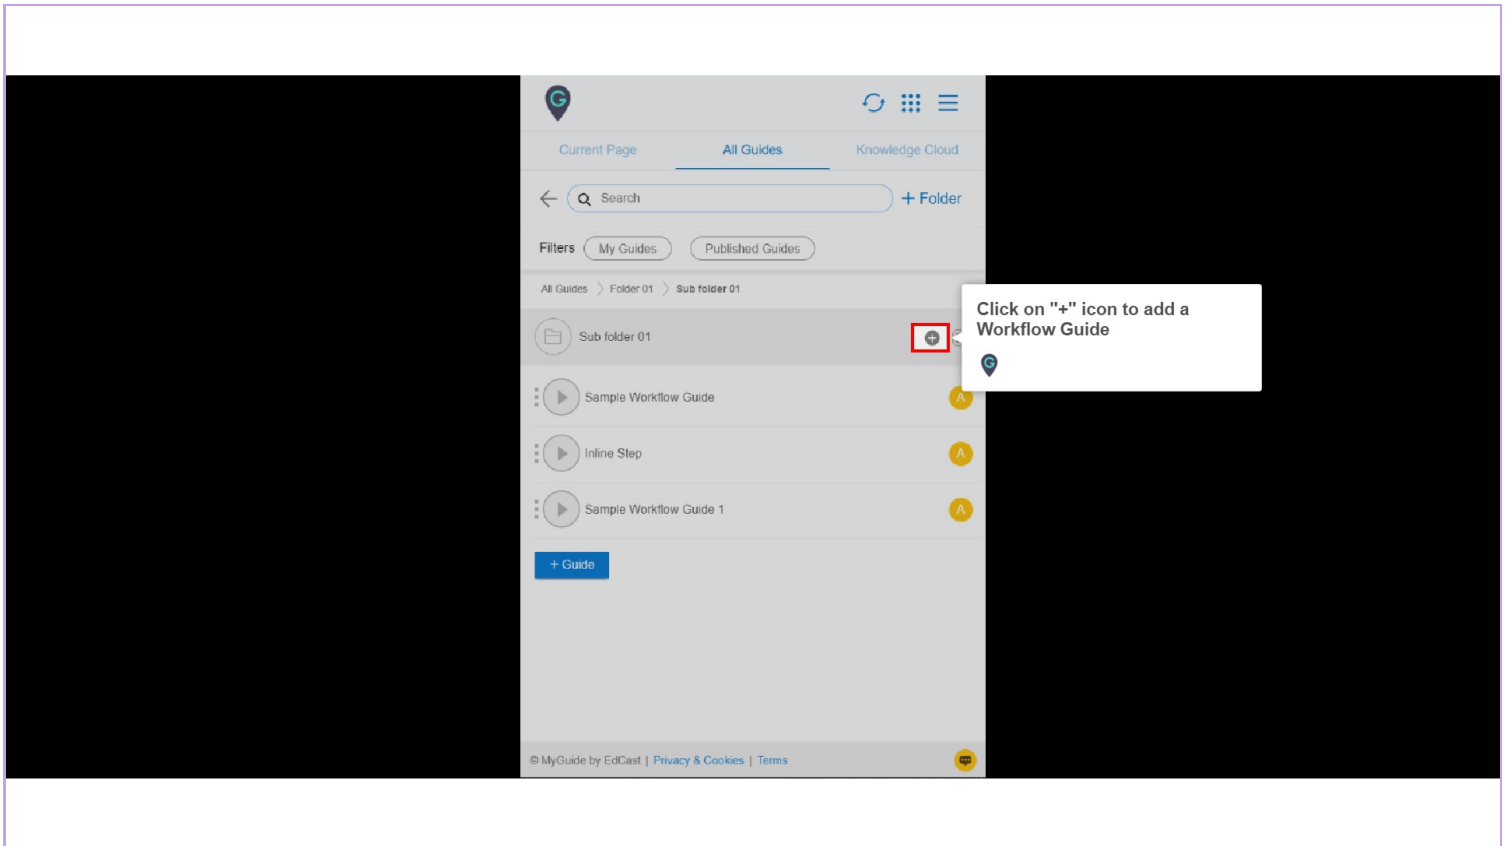 G
Current Page All Guides Knowledge Cloud
Search + Folder
Filters My Guides Published Guides
All Guides Folder 01 Sub folder 01
Sub folder 01
Click on "+" icon to add a
Workflow Guide
G
Sample Workflow Guide A
Inline Step A
Sample Workflow Guide 1 A
+ Guide
© MyGuide by EdCast | Privacy & Cookies | Terms